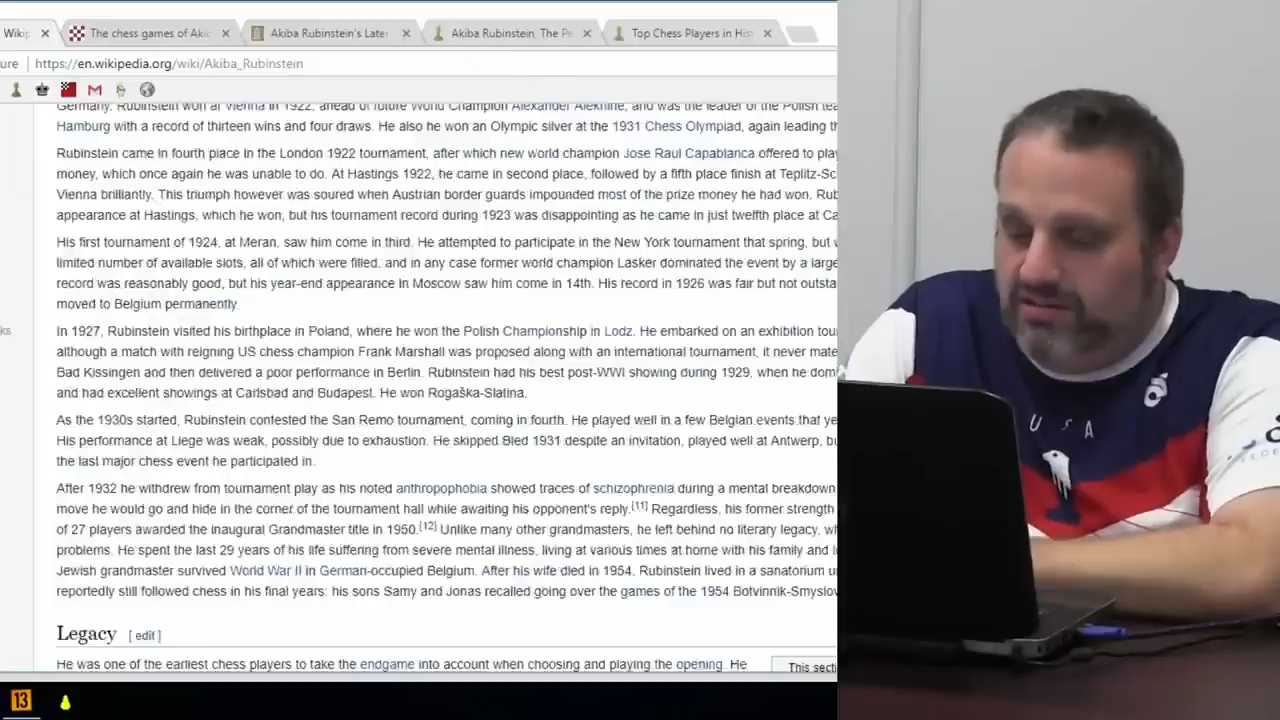 Wikip
The chess games of Akib
Akiba Rubinstein's Later
Akiba Rubinstein, The Pe
Top Chess Players in Hist
ure | https://en.wikipedia.org/wiki/Akiba_Rubinstein
Germany. Rubinstein won at Vienna in 1922, ahead of future World Champion Alexander Alekhine, and was the leader of the Polish tea
Hamburg with a record of thirteen wins and four draws. He also he won an Olympic silver at the 1931 Chess Olympiad, again leading th
Rubinstein came in fourth place in the London 1922 tournament, after which new world champion Jose Raul Capablanca offered to play
money, which once again he was unable to do. At Hastings 1922, he came in second place, followed by a fifth place finish at Teplitz-Sc
Vienna brilliantly. This triumph however was soured when Austrian border guards impounded most of the prize money he had won. Rub
appearance at Hastings, which he won, but his tournament record during 1923 was disappointing as he came in just twelfth place at Ca
His first tournament of 1924, at Meran, saw him come in third. He attempted to participate in the New York tournament that spring, but w
limited number of available slots, all of which were filled. and in any case former world champion Lasker dominated the event by a large
record was reasonably good, but his year-end appearance in Moscow saw him come in 14th. His record in 1926 was fair but not outsta
moved to Belgium permanently.
ks
In 1927, Rubinstein visited his birthplace in Poland, where he won the Polish Championship in Lodz. He embarked on an exhibition tour
although a match with reigning US chess champion Frank Marshall was proposed along with an international tournament, it never mate
Bad Kissingen and then delivered a poor performance in Berlin. Rubinstein had his best post-WWI showing during 1929, when he dom
and had excellent showings at Carlsbad and Budapest. He won Rogaška-Slatina.
As the 1930s started, Rubinstein contested the San Remo tournament, coming in fourth. He played well in a few Belgian events that ye
His performance at Liege was weak, possibly due to exhaustion. He skipped Bled 1931 despite an invitation, played well at Antwerp, bu
the last major chess event he participated in.
After 1932 he withdrew from tournament play as his noted anthropophobia showed traces of schizophrenia during a mental breakdown
move he would go and hide in the corner of the tournament hall while awaiting his opponent's reply.[11] Regardless, his former strength
of 27 players awarded the inaugural Grandmaster title in 1950.[12] Unlike many other grandmasters, he left behind no literary legacy, wh
problems. He spent the last 29 years of his life suffering from severe mental illness, living at various times at home with his family and i
Jewish grandmaster survived World War II in German-occupied Belgium. After his wife died in 1954, Rubinstein lived in a sanatorium u
reportedly still followed chess in his final years: his sons Samy and Jonas recalled going over the games of the 1954 Botvinnik-Smyslov
Legacy [ edit ]
He was one of the earliest chess players to take the endgame into account when choosing and playing the opening. He
This secti
13
USA
1